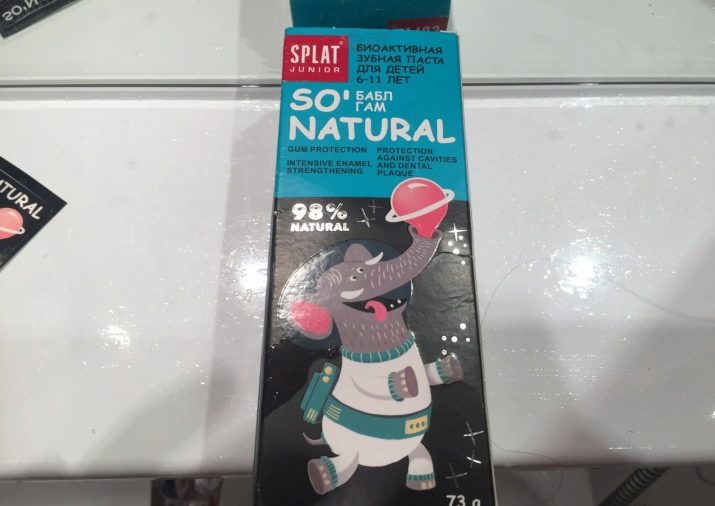 SPLAT
JUNIOR
БИОАКТИВНАЯ
ЗУБНАЯ ПАСТА
ДЛЯ ДЕТЕЙ
6-11 ЛЕТ
SO'
БАБЛ
ГАМ
NATURAL
GUM PROTECTION
INTENSIVE ENAMEL
STRENGTHENING
PROTECTION
AGAINST CAVITIES
AND DENTAL
PLAQUE
98%
NATURAL
73 g
SO'N